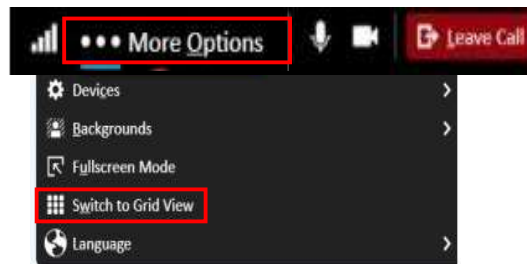 More Options Leave Call
Devices
Backgrounds
Fullscreen Mode
Switch to Grid View
Language